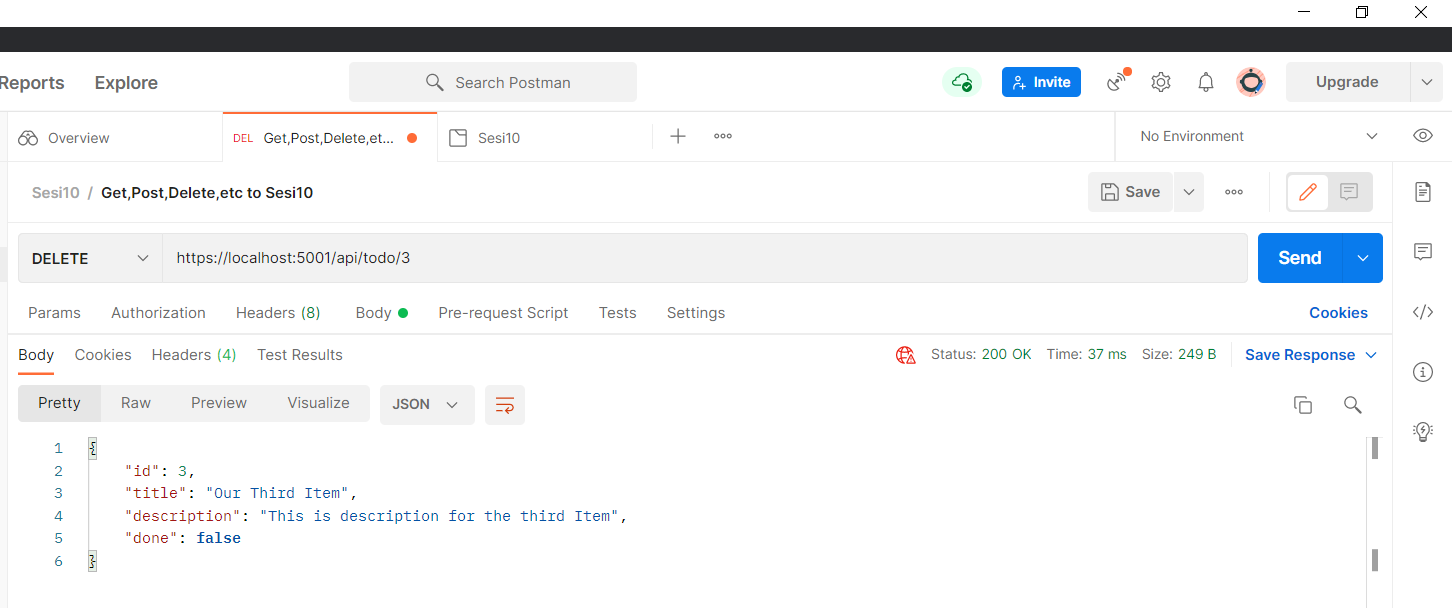 Reports Explore Search Postman Invite Upgrade
Overview DEL Get,Post,Delete,et... Sesi10 No Environment
Sesi10 / Get,Post,Delete,etc to Sesi10 Save
DELETE https://localhost:5001/api/todo/3 Send
Params Authorization Headers (8) Body Pre-request Script Tests Settings Cookies
Body Cookies Headers (4) Test Results Status: 200 OK Time: 37 ms Size: 249 B Save Response
Pretty Raw Preview Visualize JSON
1 {
2 "id": 3,
3 "title": "Our Third Item",
4 "description": "This is description for the third Item",
5 "done": false
6 }